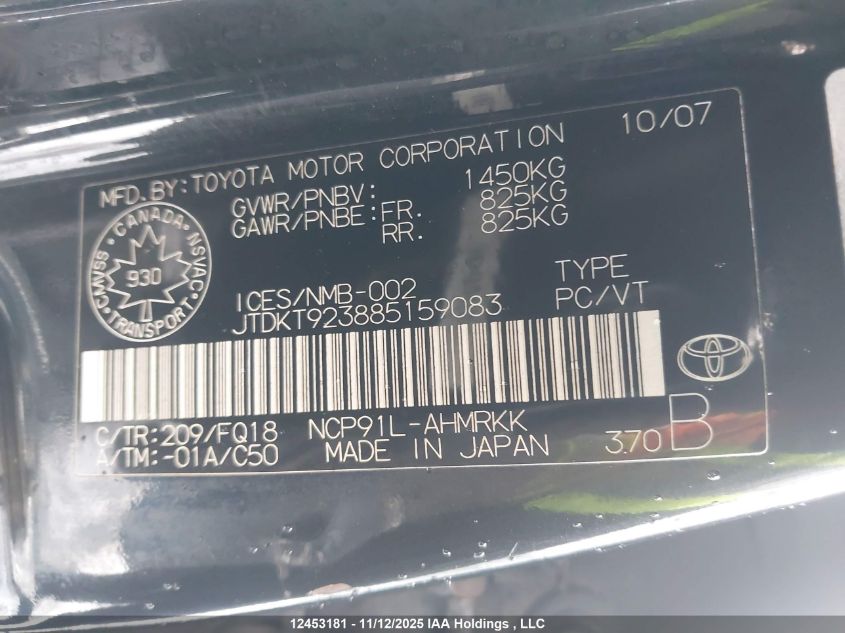 10/07
MFD.BY:TOYOTA MOTOR CORPORATION
GVWR/PNBV: 1450KG
GAWR/PNBE:FR. 825KG
RR. 825KG
CANADA
CMVSS 930 NSVAC
TRANSPORT
ICES/NMB-002 TYPE
JTDKT923885159083 PC/VT
C/TR:209/FQ18 NCP91L-AHMRKK
A/TM:-01A/C50 MADE IN JAPAN 370 B
12453181 - 11/12/2025 IAA Holdings , LLC